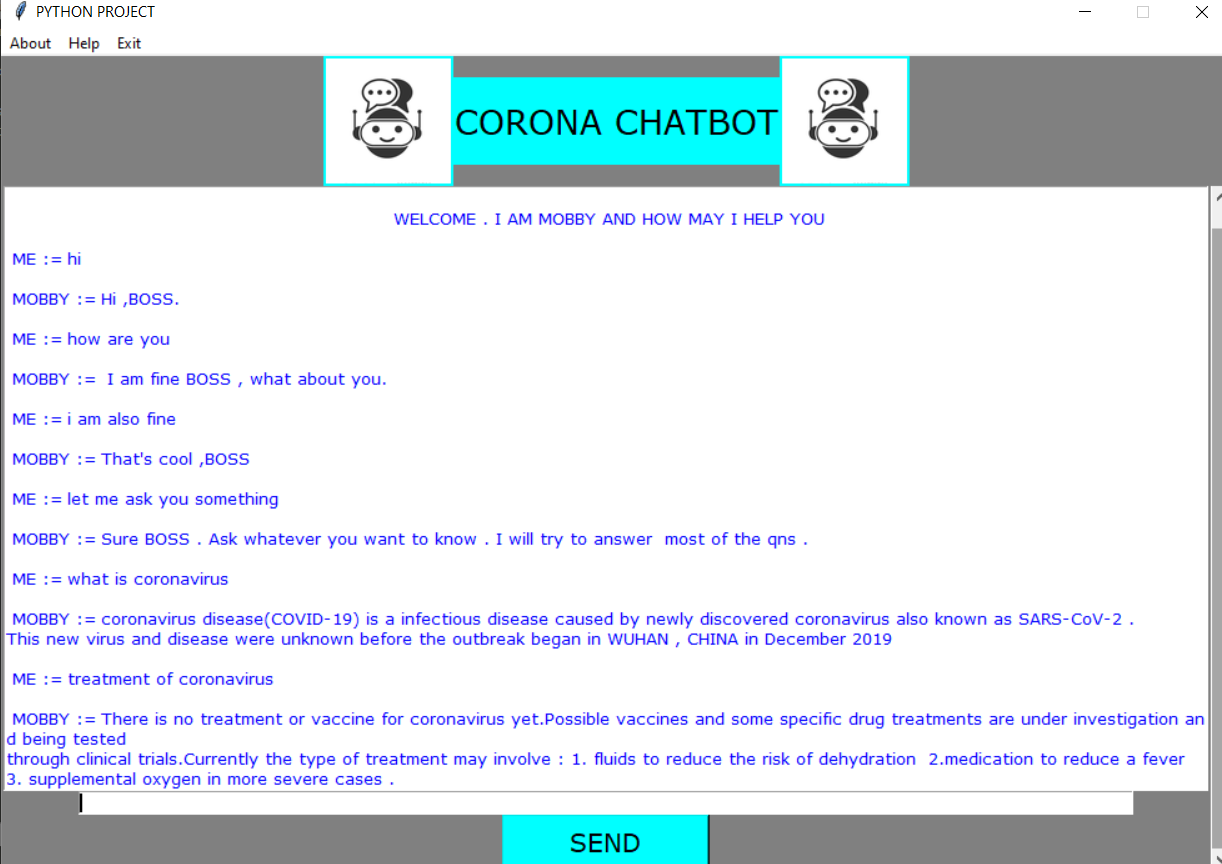 PYTHON PROJECT
About Help Exit
CORONA CHATBOT
WELCOME . I AM MOBBY AND HOW MAY I HELP YOU
ME := hi
MOBBY := Hi ,BOSS.
ME := how are you
MOBBY :=  I am fine BOSS , what about you.
ME := i am also fine
MOBBY := That's cool ,BOSS
ME := let me ask you something
MOBBY := Sure BOSS . Ask whatever you want to know . I will try to answer  most of the qns .
ME := what is coronavirus
MOBBY := coronavirus disease(COVID-19) is a infectious disease caused by newly discovered coronavirus also known as SARS-CoV-2 .
This new virus and disease were unknown before the outbreak began in WUHAN , CHINA in December 2019
ME := treatment of coronavirus
MOBBY := There is no treatment or vaccine for coronavirus yet.Possible vaccines and some specific drug treatments are under investigation an
d being tested
through clinical trials.Currently the type of treatment may involve : 1. fluids to reduce the risk of dehydration  2.medication to reduce a fever
3. supplemental oxygen in more severe cases .
SEND